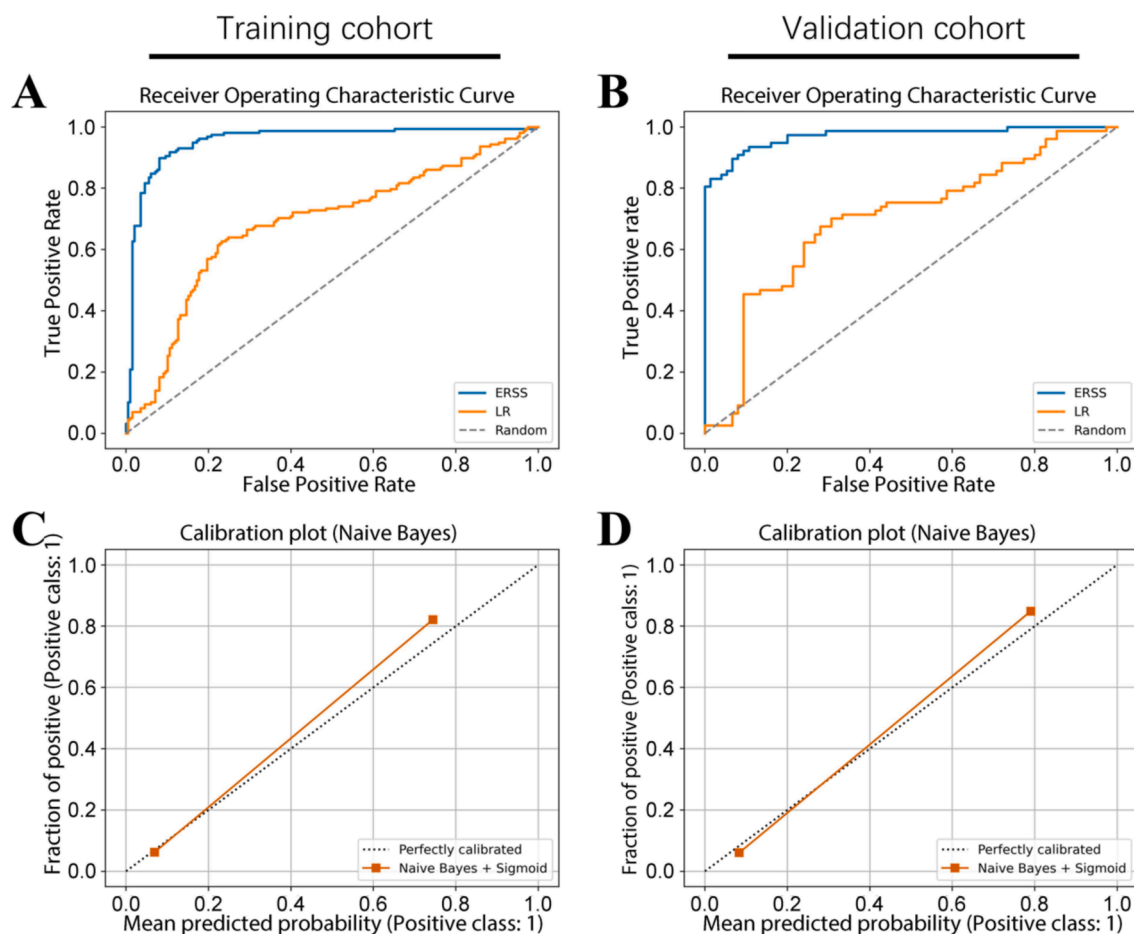 Training cohort
Validation cohort
A
Receiver Operating Characteristic Curve
True Positive Rate
1.0
0.8
0.6
0.4
0.2
0.0
ERSS
LR
Random
0.0 0.2 0.4 0.6 0.8 1.0
False Positive Rate
B
Receiver Operating Characteristic Curve
True Positive rate
1.0
0.8
0.6
0.4
0.2
0.0
ERSS
LR
Random
0.0 0.2 0.4 0.6 0.8 1.0
False Positive Rate
C
Calibration plot (Naive Bayes)
Fraction of positive (Positive calss: 1)
1.0
0.8
0.6
0.4
0.2
0.0
Perfectly calibrated
Naive Bayes + Sigmoid
0.0 0.2 0.4 0.6 0.8 1.0
Mean predicted probability (Positive class: 1)
D
Calibration plot (Naive Bayes)
Fraction of positive (Positive calss: 1)
1.0
0.8
0.6
0.4
0.2
0.0
Perfectly calibrated
Naive Bayes + Sigmoid
0.0 0.2 0.4 0.6 0.8 1.0
Mean predicted probability (Positive class: 1)